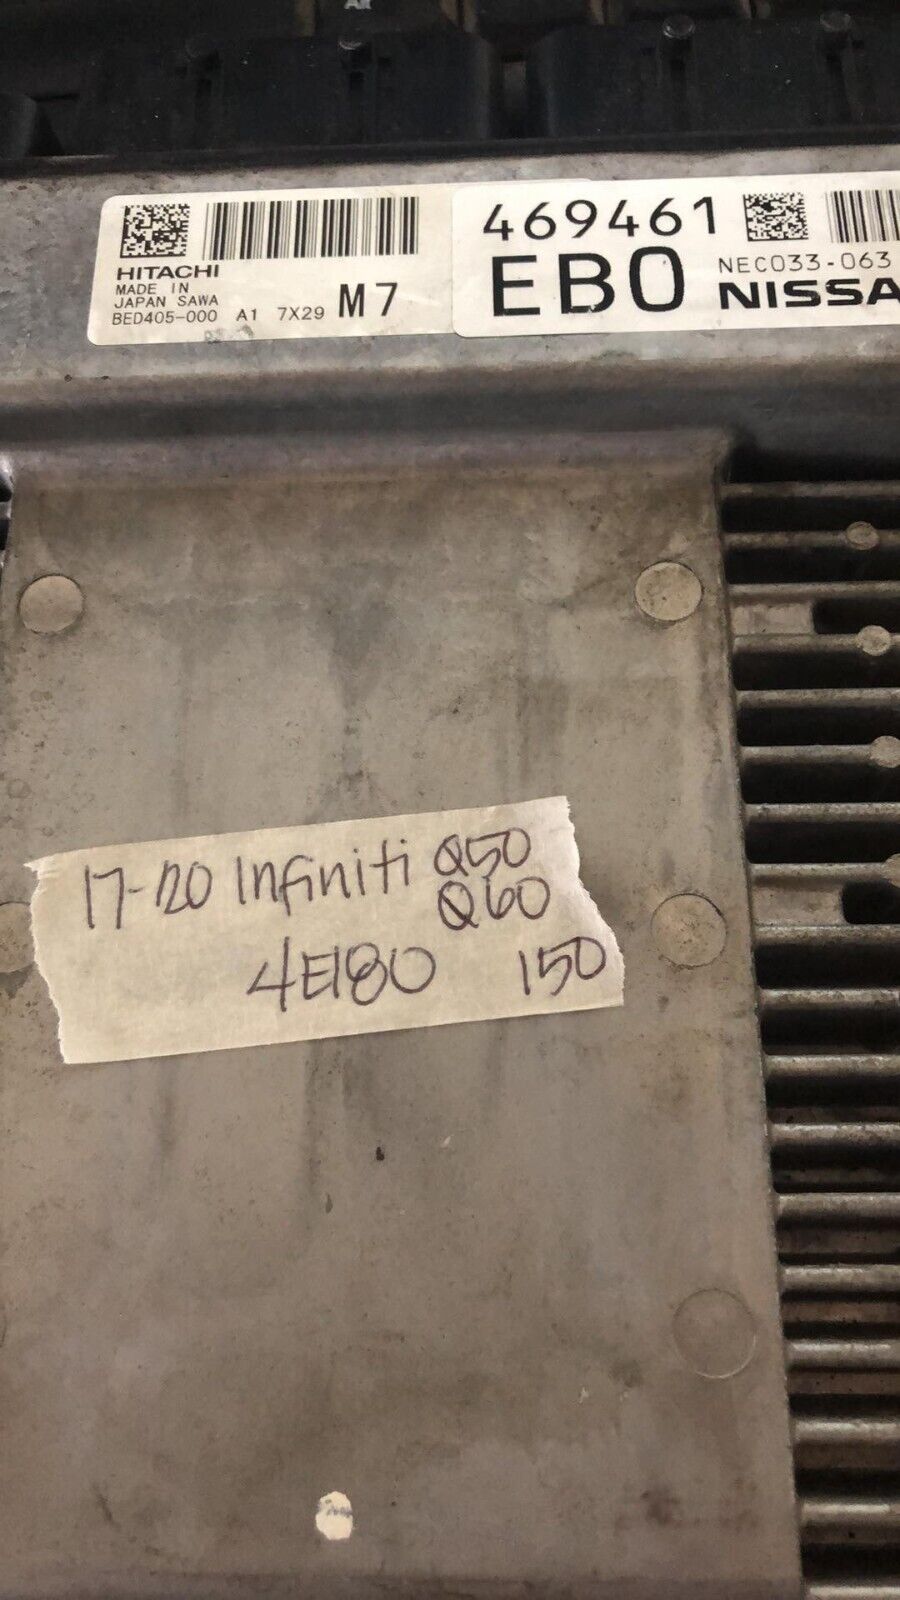 HITACHI
MADE IN
JAPAN SAWA
BED405-000 A1 7X29 M7
469461
EB0
NEC033-063
NISSA
17-20 Infiniti Q50
Q60
4E180 150